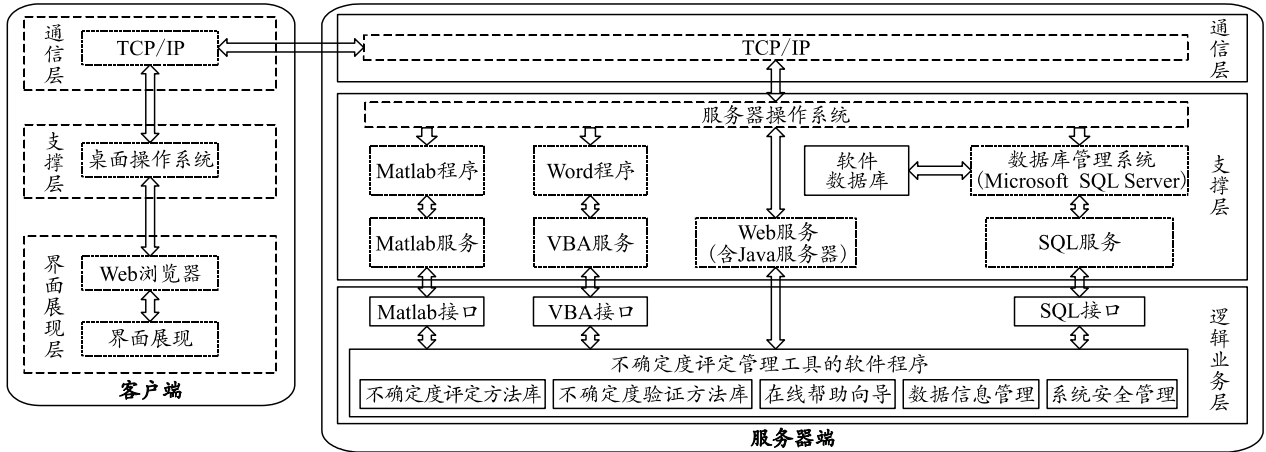 通信层
TCP/IP
支撑层
桌面操作系统
界面展现层
Web浏览器
界面展现
客户端
TCP/IP
通信层
服务器操作系统
Matlab程序
Word程序
软件
数据库
数据库管理系统
(Microsoft SQL Server)
支撑层
Matlab服务
VBA服务
Web服务
(含Java服务器)
SQL服务
Matlab接口
VBA接口
SQL接口
逻辑业务层
不确定度评定管理工具的软件程序
不确定度评定方法库
不确定度验证方法库
在线帮助向导
数据信息管理
系统安全管理
服务器端